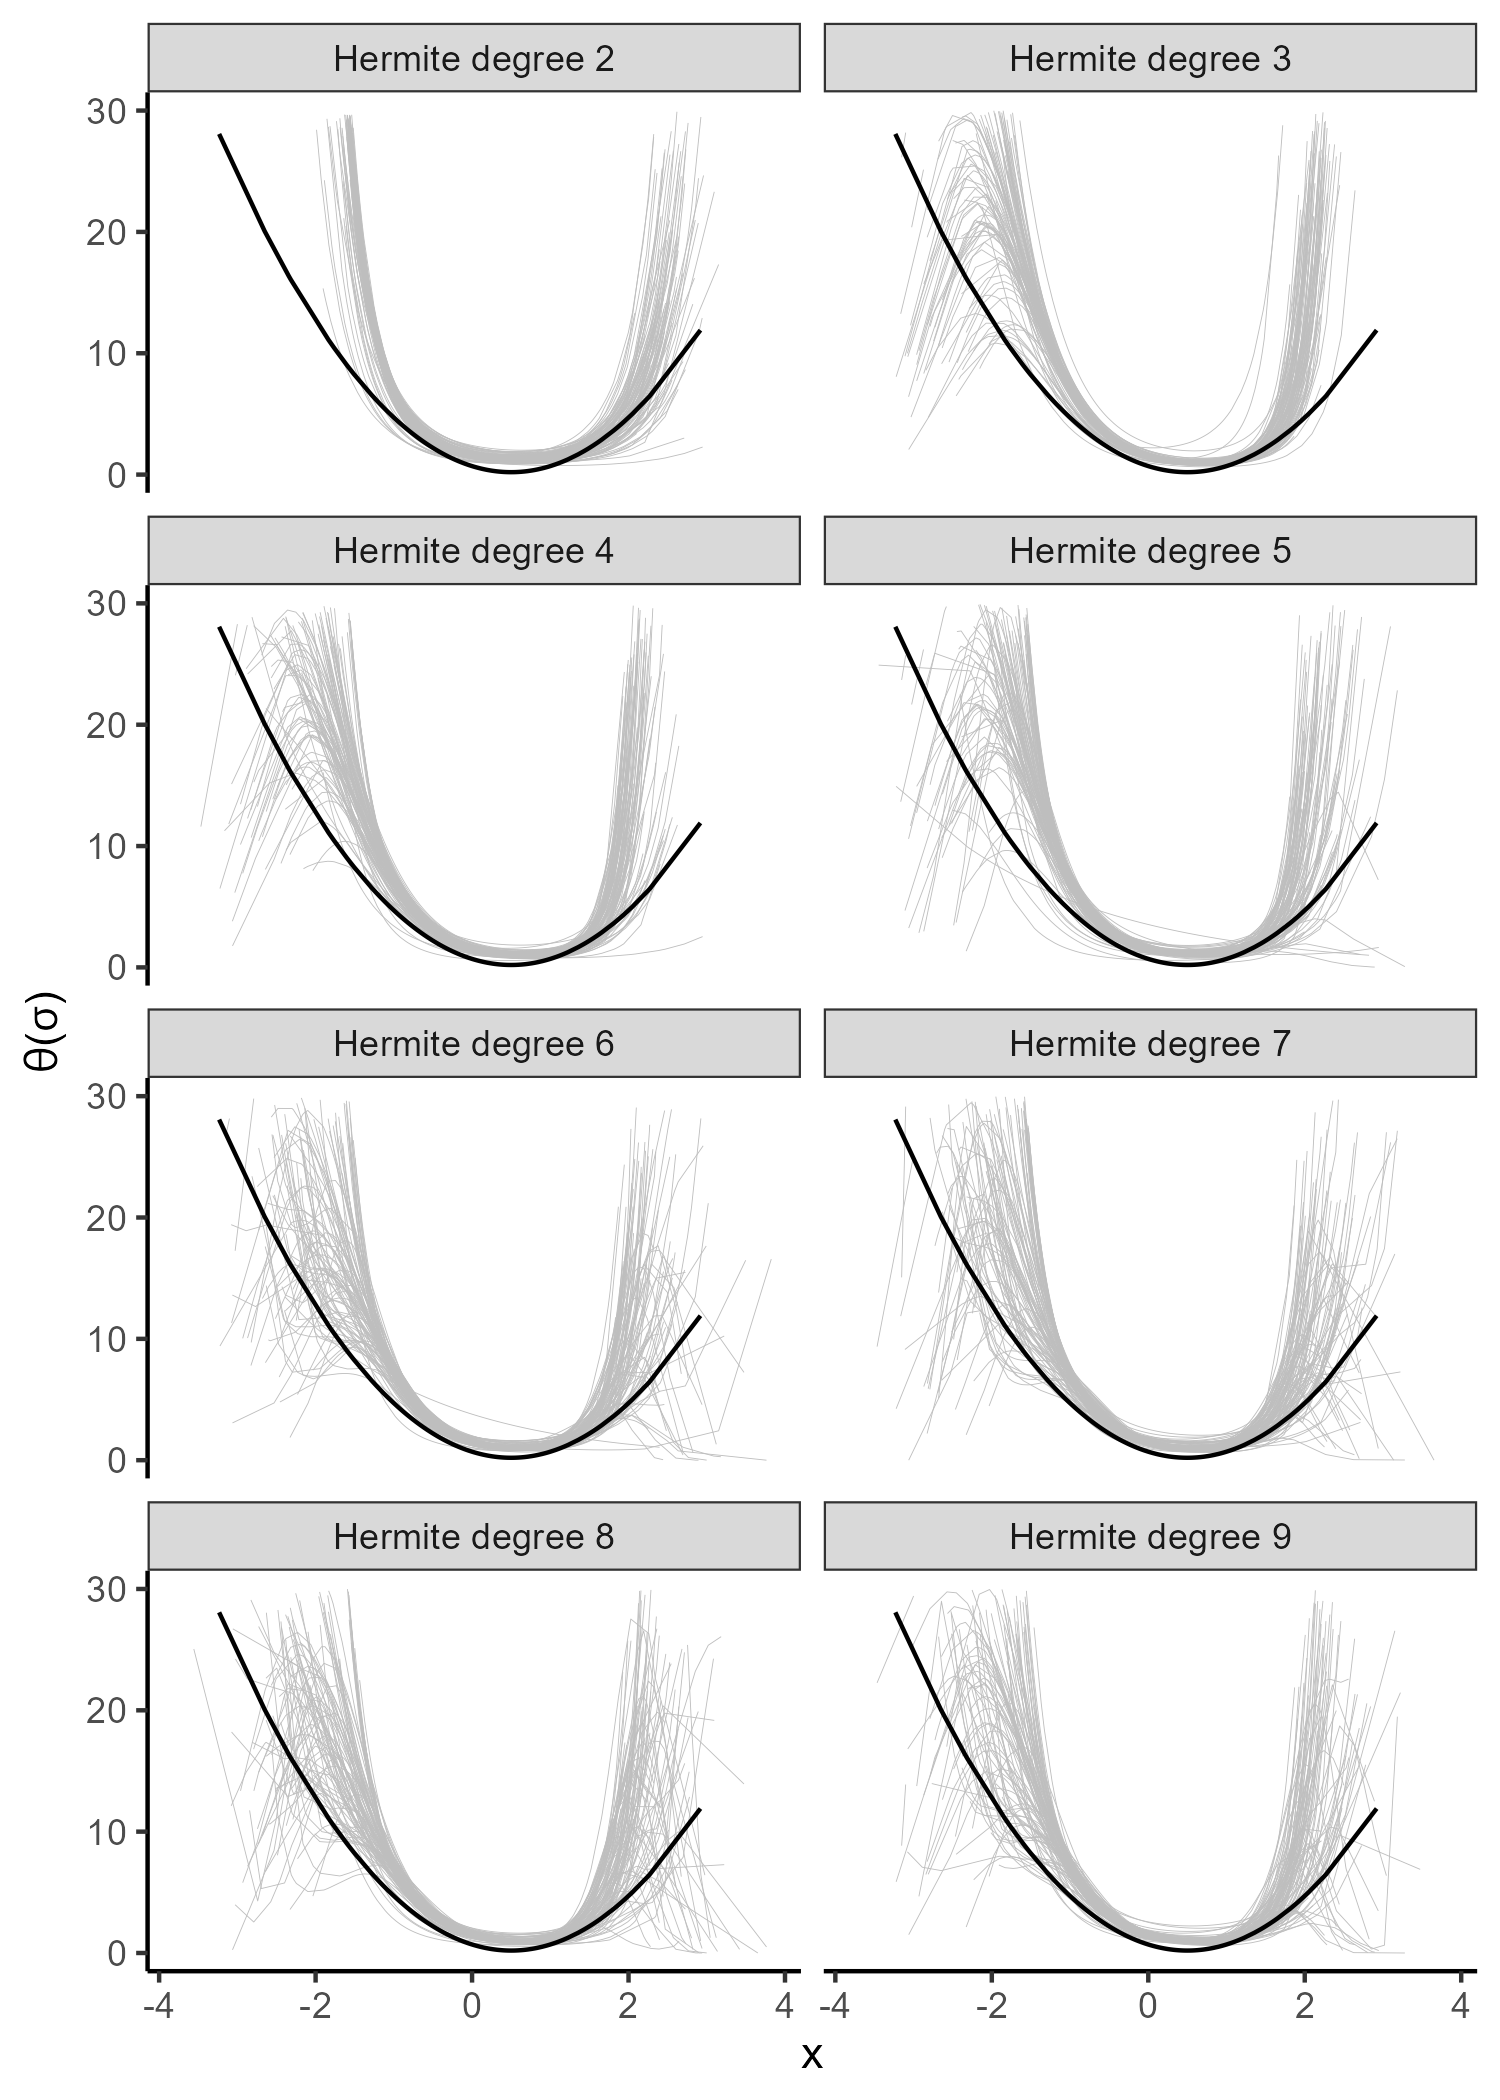 Hermite degree 2
Hermite degree 3
30
20
10
0
Hermite degree 4
Hermite degree 5
30
20
10
0
θ(σ)
Hermite degree 6
Hermite degree 7
30
20
10
0
Hermite degree 8
Hermite degree 9
30
20
10
0
-4 -2 0 2 4
-4 -2 0 2 4
x